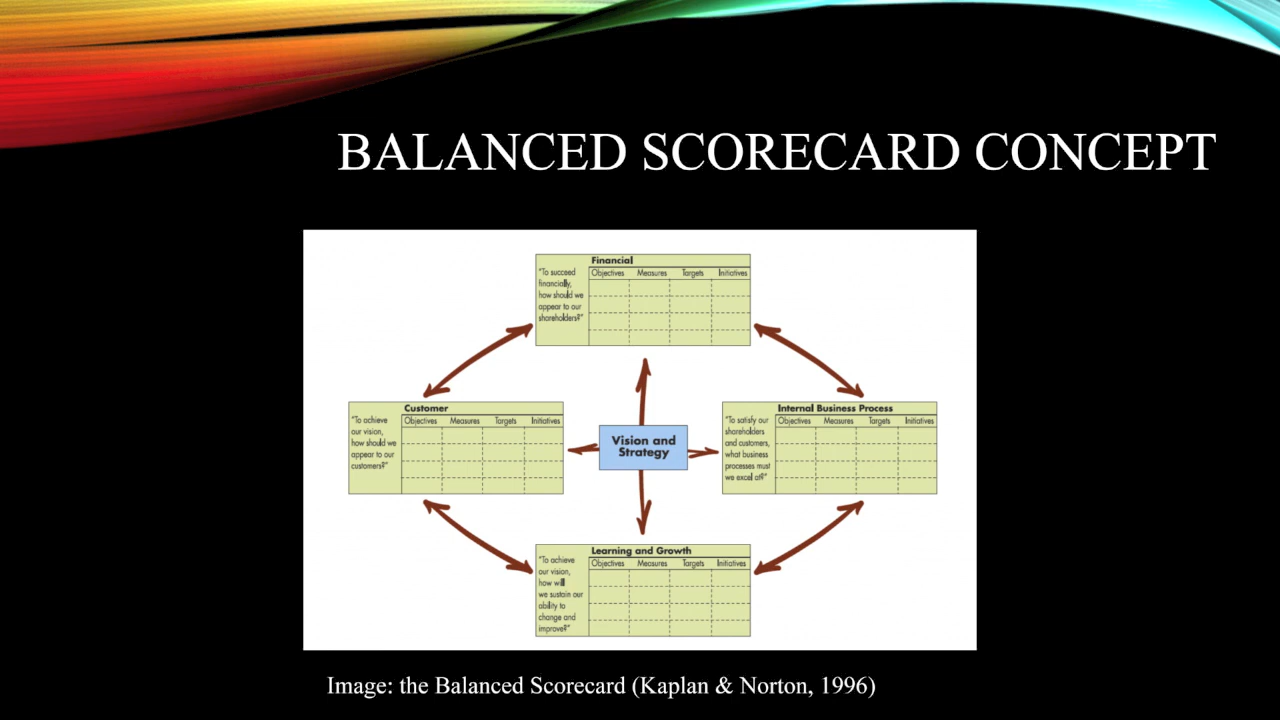 BALANCED SCORECARD CONCEPT
Financial
"To succeed
financially,
how should we
appear to our
shareholders?"
Objectives Measures Targets Initiatives
Customer
"To achieve
our vision,
how should we
appear to our
customers?"
Objectives Measures Targets Initiatives
Vision and
Strategy
Internal Business Process
"To satisfy our
shareholders
and customers,
what business
processes must
we excel at?"
Objectives Measures Targets Initiatives
Learning and Growth
"To achieve
our vision,
how will
we sustain our
ability to
change and
improve?"
Objectives Measures Targets Initiatives
Image: the Balanced Scorecard (Kaplan & Norton, 1996)